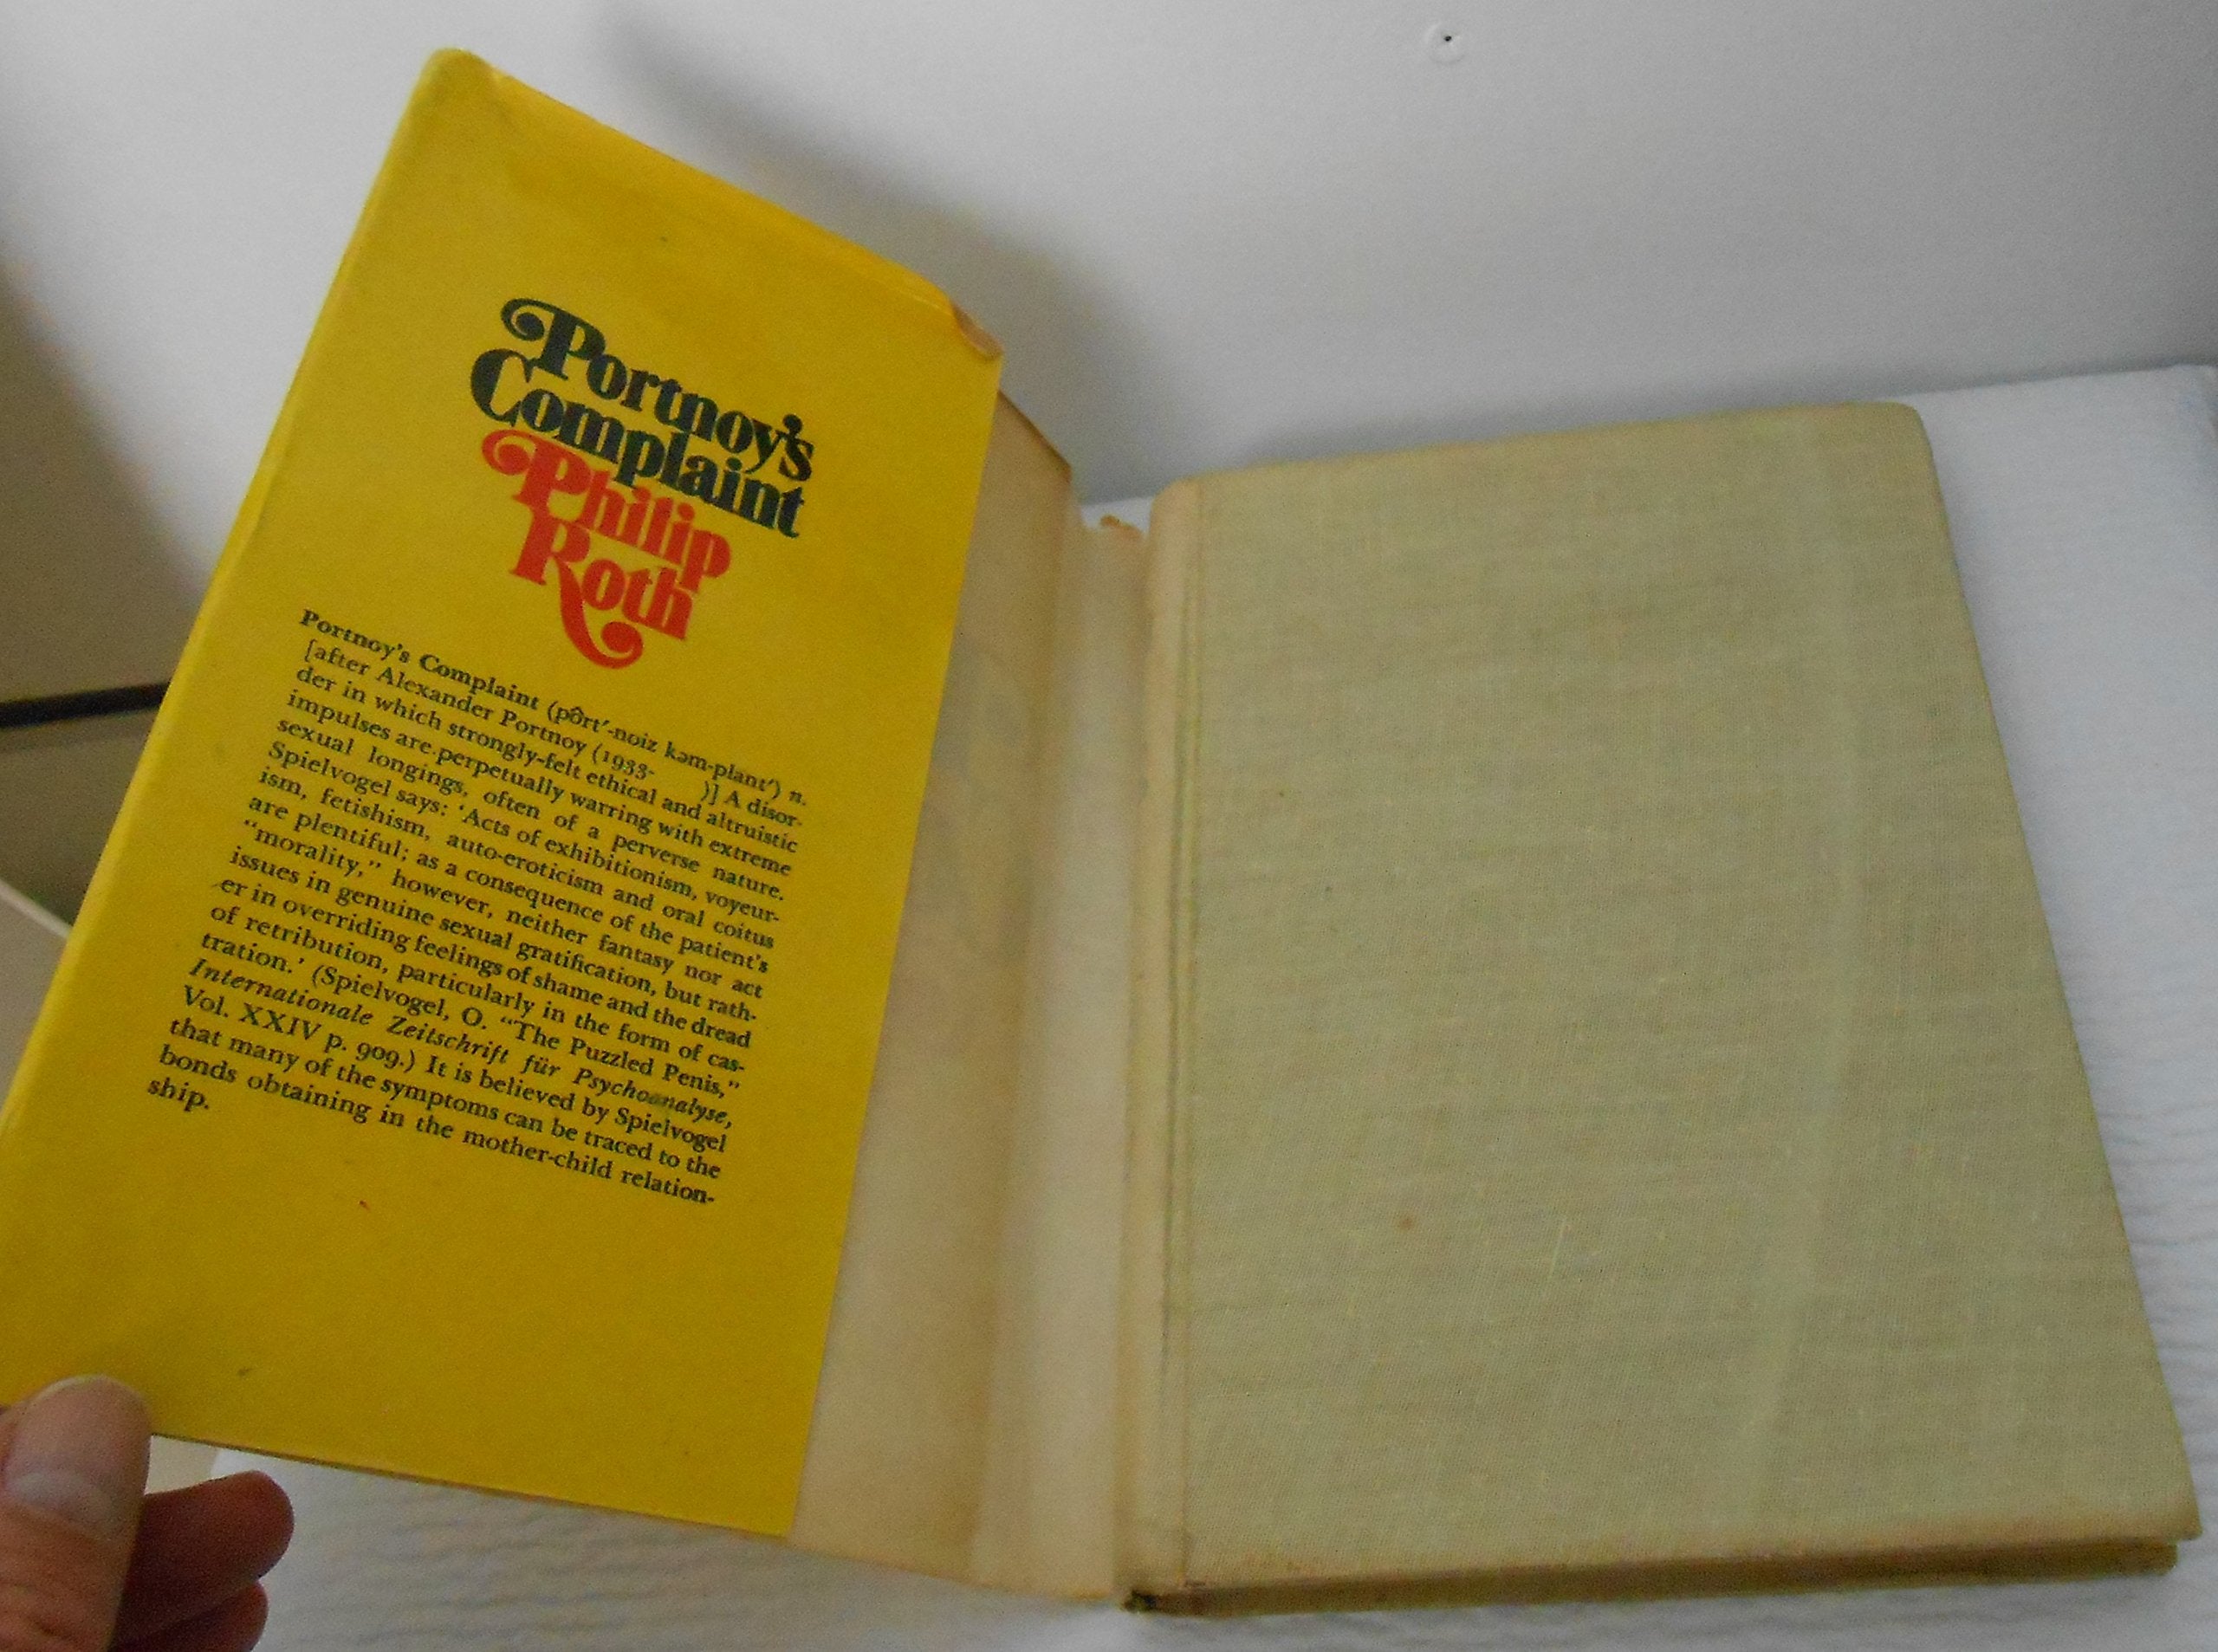 Portnoy's
Complaint
Philip
Roth
Portnoy's Complaint (pôrt′-noiz kəm-plant′) n.
[after Alexander Portnoy (1933- )] A disor-
der in which strongly-felt ethical and altruistic
impulses are perpetually warring with extreme
sexual longings, often of a perverse nature.
Spielvogel says: 'Acts of exhibitionism, voyeur-
ism, fetishism, auto-eroticism and oral coitus
are plentiful; as a consequence of the patient's
“morality,” however, neither fantasy nor act
issues in genuine sexual gratification, but rath-
er in overriding feelings of shame and the dread
of retribution, particularly in the form of cas-
tration.' (Spielvogel, O. “The Puzzled Penis,”
Internationale Zeitschrift für Psychoanalyse,
Vol. XXIV p. 909.) It is believed by Spielvogel
that many of the symptoms can be traced to the
bonds obtaining in the mother-child relation-
ship.